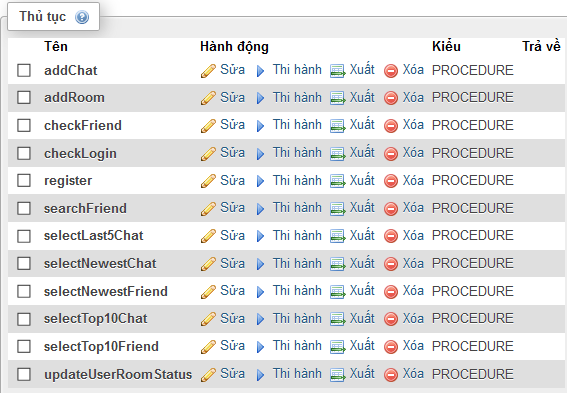 Thủ tục
Tên Hành động Kiểu Trả về
addChat Sửa Thi hành Xuất Xóa PROCEDURE
addRoom Sửa Thi hành Xuất Xóa PROCEDURE
checkFriend Sửa Thi hành Xuất Xóa PROCEDURE
checkLogin Sửa Thi hành Xuất Xóa PROCEDURE
register Sửa Thi hành Xuất Xóa PROCEDURE
searchFriend Sửa Thi hành Xuất Xóa PROCEDURE
selectLast5Chat Sửa Thi hành Xuất Xóa PROCEDURE
selectNewestChat Sửa Thi hành Xuất Xóa PROCEDURE
selectNewestFriend Sửa Thi hành Xuất Xóa PROCEDURE
selectTop10Chat Sửa Thi hành Xuất Xóa PROCEDURE
selectTop10Friend Sửa Thi hành Xuất Xóa PROCEDURE
updateUserRoomStatus Sửa Thi hành Xuất Xóa PROCEDURE